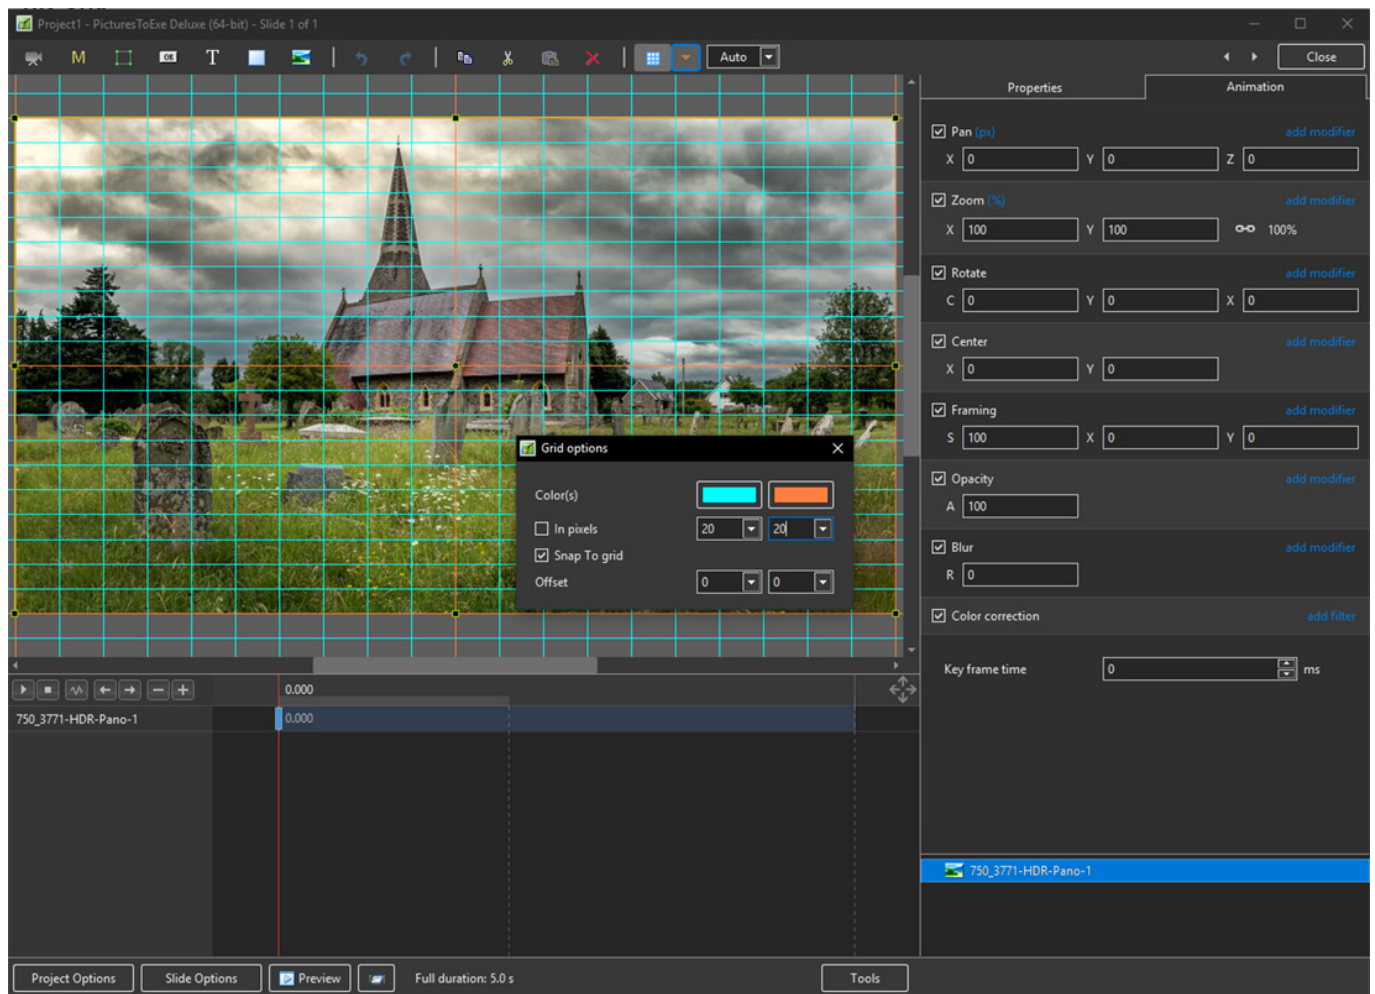 Project1 - PicturesToExe Deluxe (64-bit) - Slide 1 of 1
M OK T Auto Close
Properties Animation
Pan (px) add modifier
X 0 Y 0 Z 0
Zoom (%) add modifier
X 100 Y 100 100%
Rotate add modifier
C 0 Y 0 X 0
Center add modifier
X 0 Y 0
Framing add modifier
S 100 X 0 Y 0
Opacity add modifier
A 100
Blur add modifier
R 0
Color correction add filter
Key frame time 0 ms
Grid options
Color(s)
In pixels 20 20
Snap To grid
Offset 0 0
0.000
750_3771-HDR-Pano-1 0.000
750_3771-HDR-Pano-1
Project Options Slide Options Preview Full duration: 5.0 s Tools